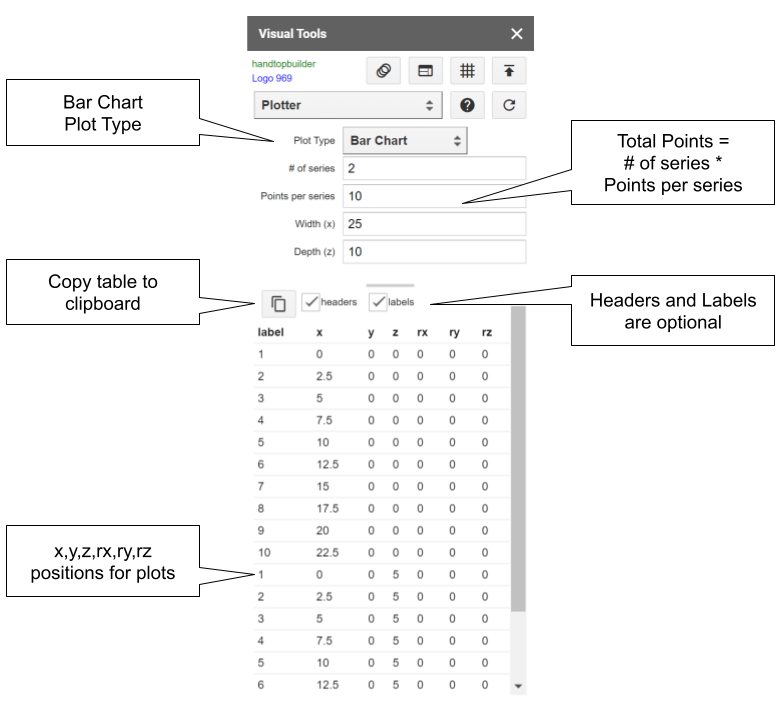 Visual Tools
handtopbuilder
Logo 969
Plotter
Bar Chart
Plot Type
Plot Type Bar Chart
# of series 2
Points per series 10
Width (x) 25
Depth (z) 10
Total Points =
# of series *
Points per series
Copy table to
clipboard
headers labels
Headers and Labels
are optional
label x y z rx ry rz
1 0 0 0 0 0 0
2 2.5 0 0 0 0 0
3 5 0 0 0 0 0
4 7.5 0 0 0 0 0
5 10 0 0 0 0 0
6 12.5 0 0 0 0 0
7 15 0 0 0 0 0
8 17.5 0 0 0 0 0
9 20 0 0 0 0 0
10 22.5 0 0 0 0 0
x,y,z,rx,ry,rz
positions for plots
1 0 0 5 0 0 0
2 2.5 0 5 0 0 0
3 5 0 5 0 0 0
4 7.5 0 5 0 0 0
5 10 0 5 0 0 0
6 12.5 0 5 0 0 0